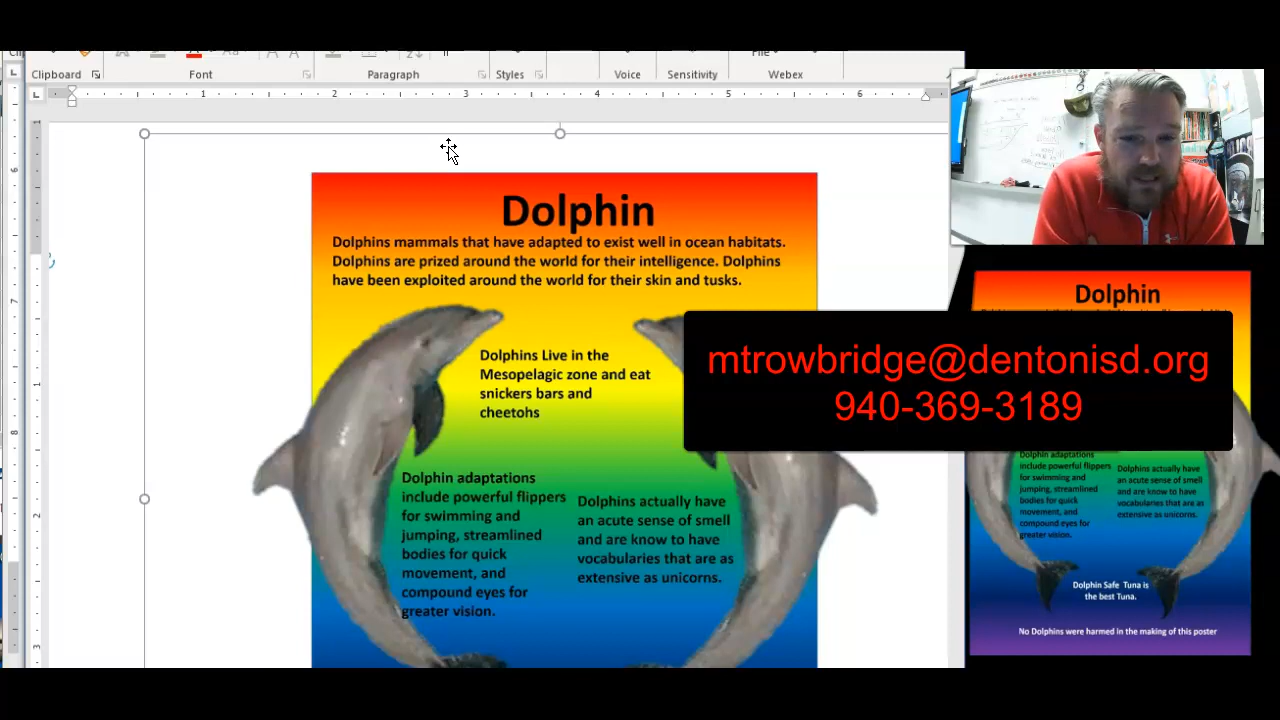 Clipboard
Font
Paragraph
Styles
Voice
Sensitivity
Webex
1 2 3 4 5 6
Dolphin
Dolphins mammals that have adapted to exist well in ocean habitats.
Dolphins are prized around the world for their intelligence. Dolphins
have been exploited around the world for their skin and tusks.
Dolphins Live in the
Mesopelagic zone and eat
snickers bars and
cheetohs
Dolphin adaptations
include powerful flippers
for swimming and
jumping, streamlined
bodies for quick
movement, and
compound eyes for
greater vision.
Dolphins actually have
an acute sense of smell
and are know to have
vocabularies that are as
extensive as unicorns.
mtrowbridge@dentonisd.org
940-369-3189
Dolphin
Dolphin adaptations
include powerful flippers
for swimming and
jumping, streamlined
bodies for quick
movement, and
compound eyes for
greater vision.
Dolphins actually have
an acute sense of smell
and are know to have
vocabularies that are as
extensive as unicorns.
Dolphin Safe Tuna is
the best Tuna.
No Dolphins were harmed in the making of this poster